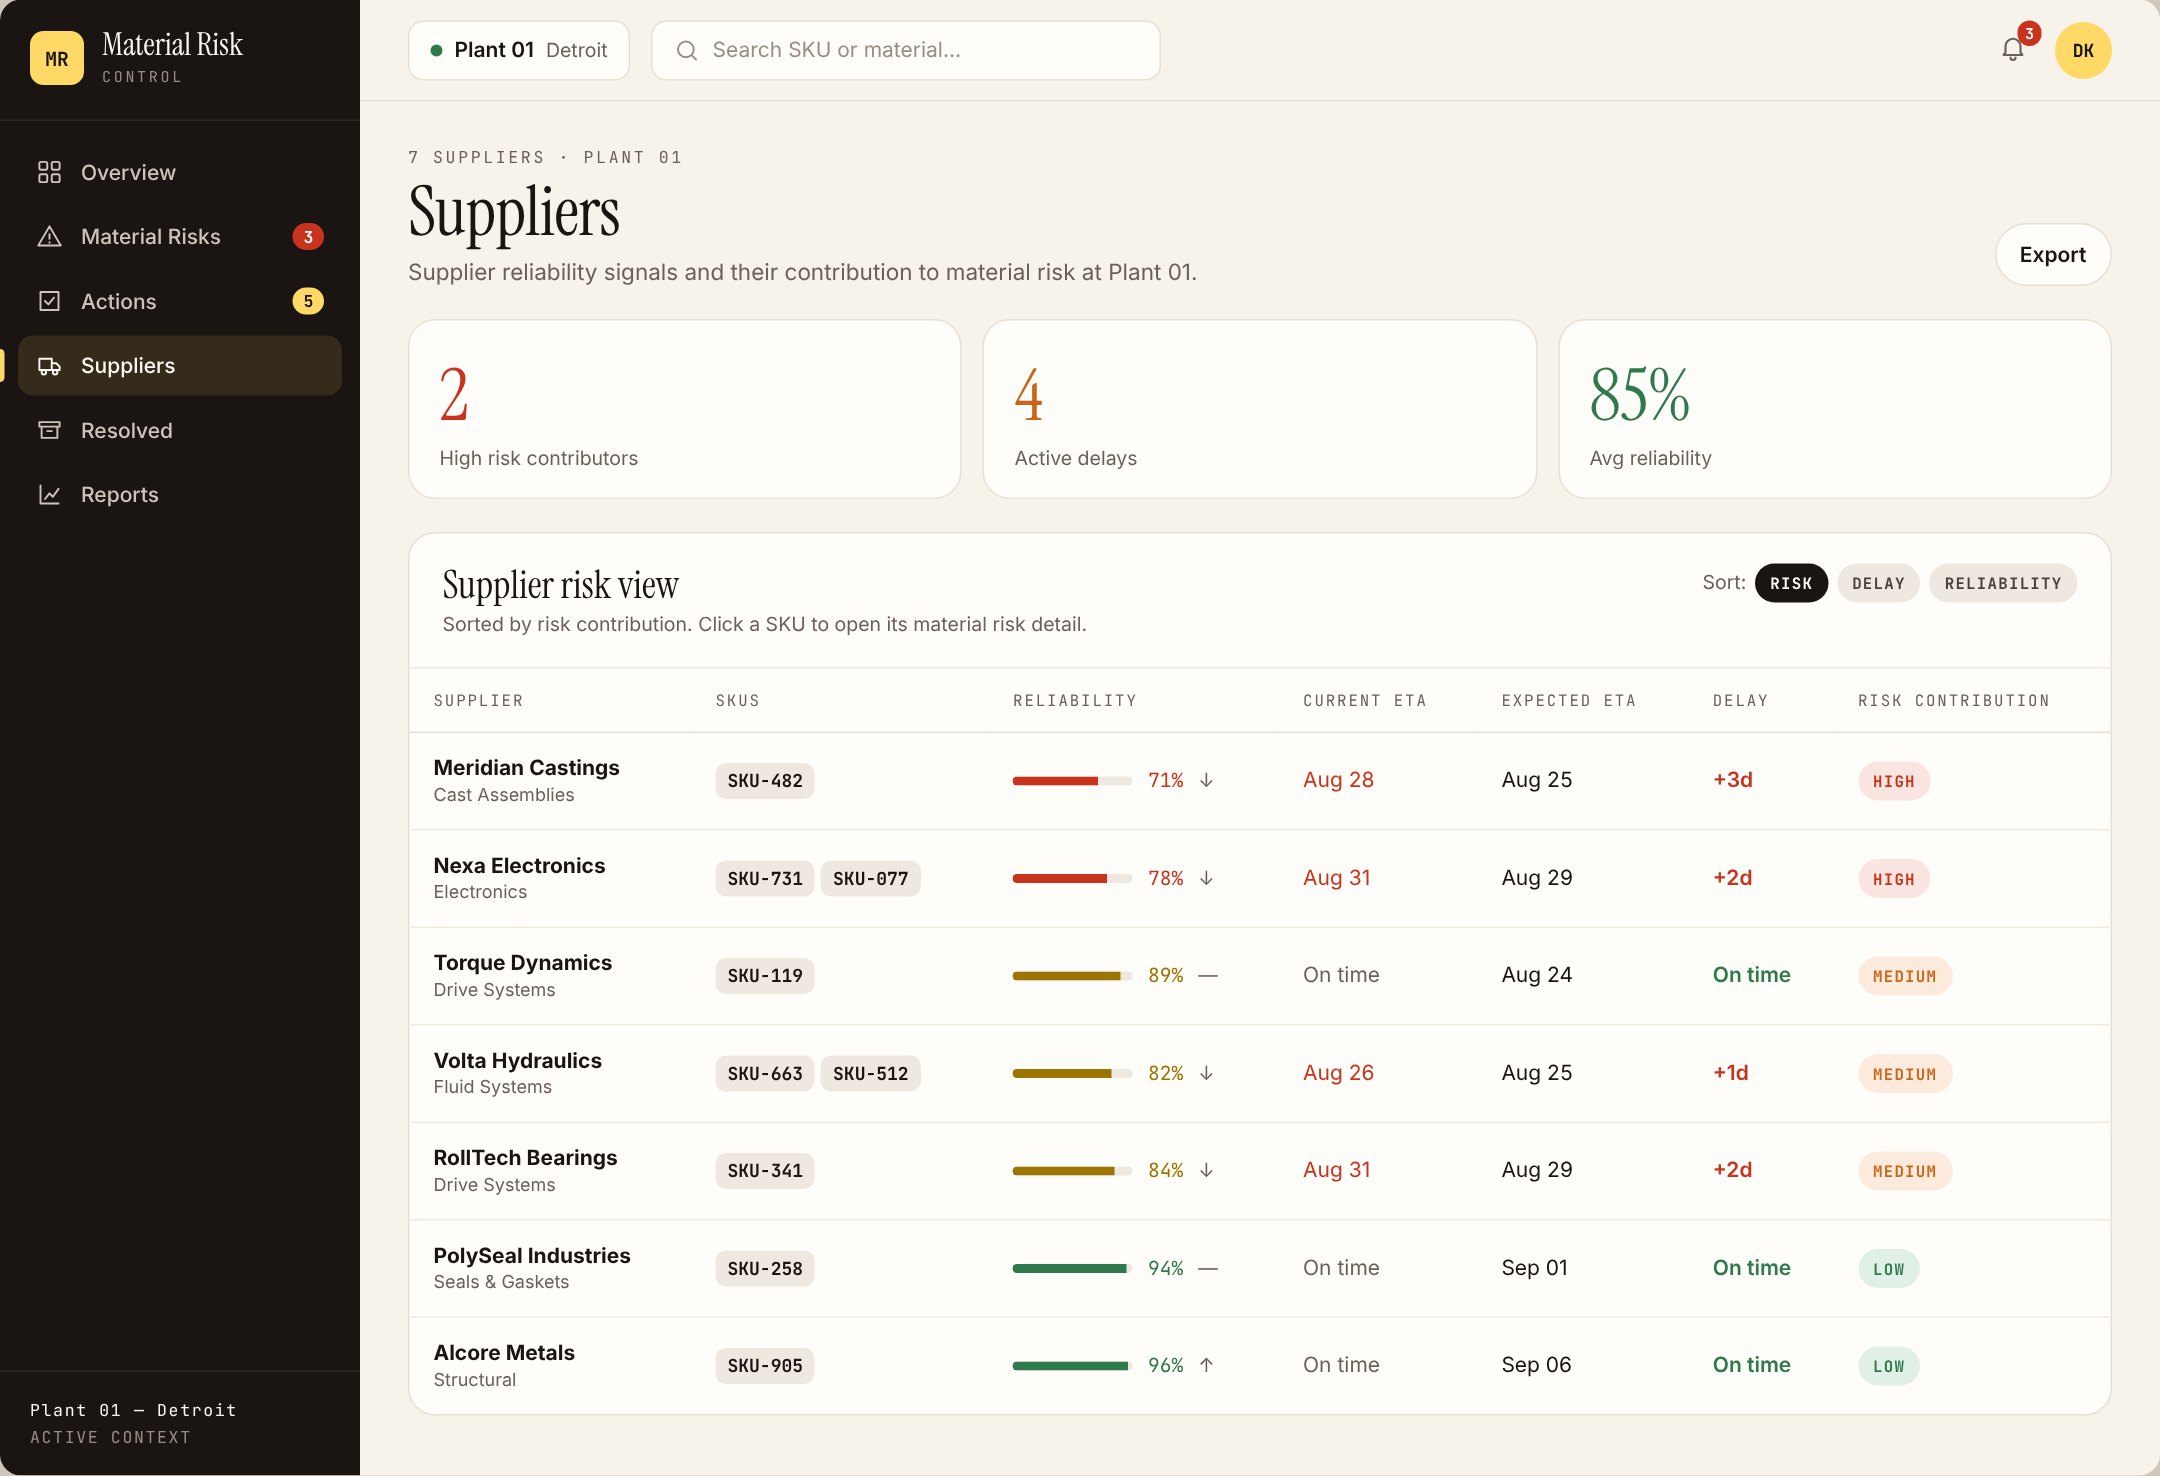 MR
Material Risk
CONTROL
Overview
Material Risks 3
Actions 5
Suppliers
Resolved
Reports
Plant 01 — Detroit
ACTIVE CONTEXT
Plant 01 Detroit
Search SKU or material...
3
DK
7 SUPPLIERS · PLANT 01
Suppliers
Supplier reliability signals and their contribution to material risk at Plant 01.
Export
2
High risk contributors
4
Active delays
85%
Avg reliability
Supplier risk view
Sorted by risk contribution. Click a SKU to open its material risk detail.
Sort: RISK DELAY RELIABILITY
SUPPLIER SKUS RELIABILITY CURRENT ETA EXPECTED ETA DELAY RISK CONTRIBUTION
Meridian Castings
Cast Assemblies
SKU-482 71% ↓ Aug 28 Aug 25 +3d HIGH
Nexa Electronics
Electronics
SKU-731 SKU-077 78% ↓ Aug 31 Aug 29 +2d HIGH
Torque Dynamics
Drive Systems
SKU-119 89% — On time Aug 24 On time MEDIUM
Volta Hydraulics
Fluid Systems
SKU-663 SKU-512 82% ↓ Aug 26 Aug 25 +1d MEDIUM
RollTech Bearings
Drive Systems
SKU-341 84% ↓ Aug 31 Aug 29 +2d MEDIUM
PolySeal Industries
Seals & Gaskets
SKU-258 94% — On time Sep 01 On time LOW
Alcore Metals
Structural
SKU-905 96% ↑ On time Sep 06 On time LOW